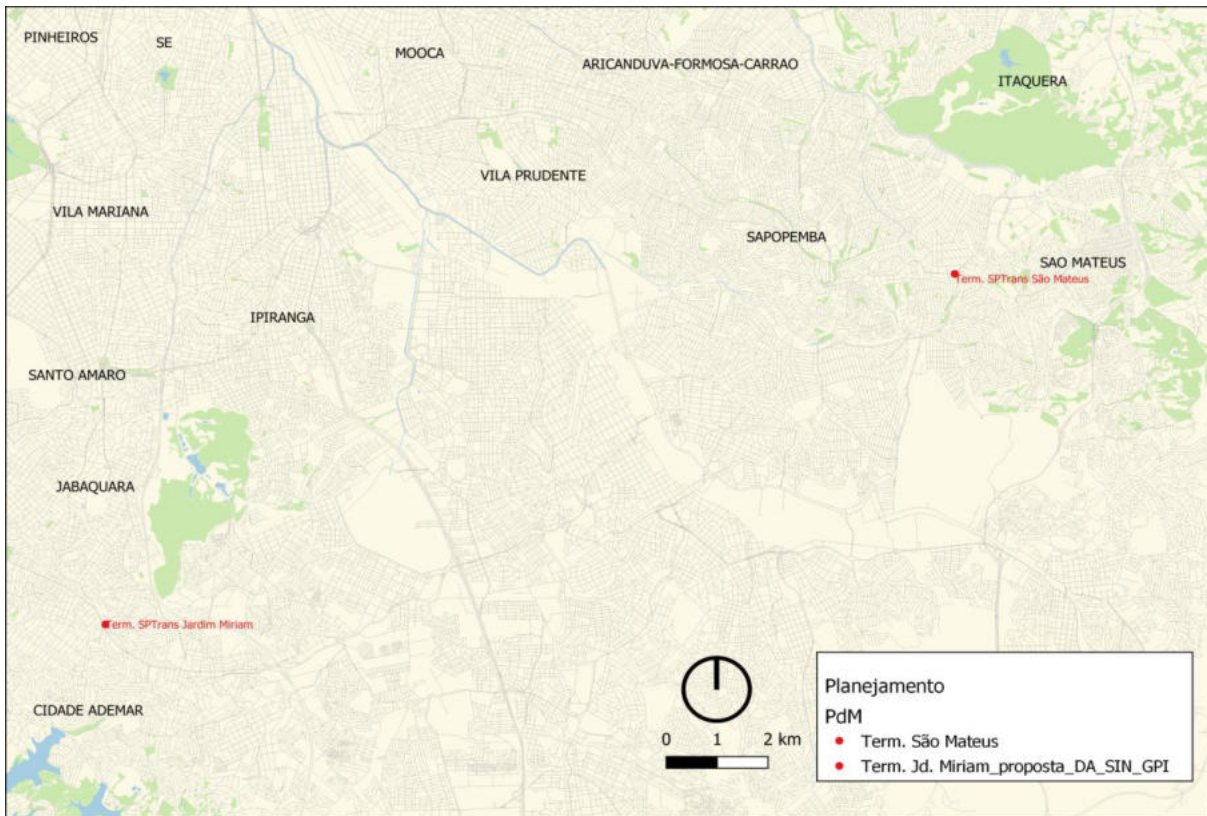 PINHEIROS
SE
MOOCA
ARICANDUVA-FORMOSA-CARRAO
ITAQUERA
VILA PRUDENTE
VILA MARIANA
SAPOPEMBA
SAO MATEUS
Term. SPTrans São Mateus
IPIRANGA
SANTO AMARO
JABAQUARA
Term. SPTrans Jardim Miriam
CIDADE ADEMAR
0 1 2 km
Planejamento
PdM
Term. São Mateus
Term. Jd. Miriam_proposta_DA_SIN_GPI